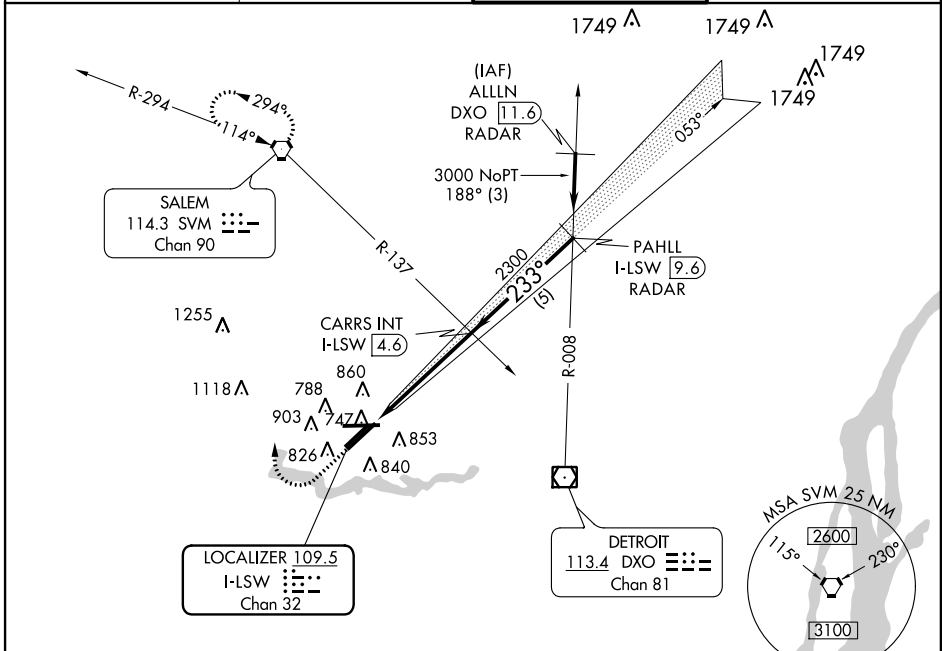 1749
1749
1749
1749
(IAF)
ALLLN
DXO 11.6
RADAR
R-294
294°
114°
053°
3000 NoPT
188° (3)
SALEM
114.3 SVM
Chan 90
R-137
2300
233°
(5)
PAHLL
I-LSW 9.6
RADAR
1255
CARRS INT
I-LSW 4.6
R-008
860
1118
788
903
747
826
853
840
MSA SVM 25 NM
2600
115°
230°
3100
LOCALIZER 109.5
I-LSW
Chan 32
DETROIT
113.4 DXO
Chan 81